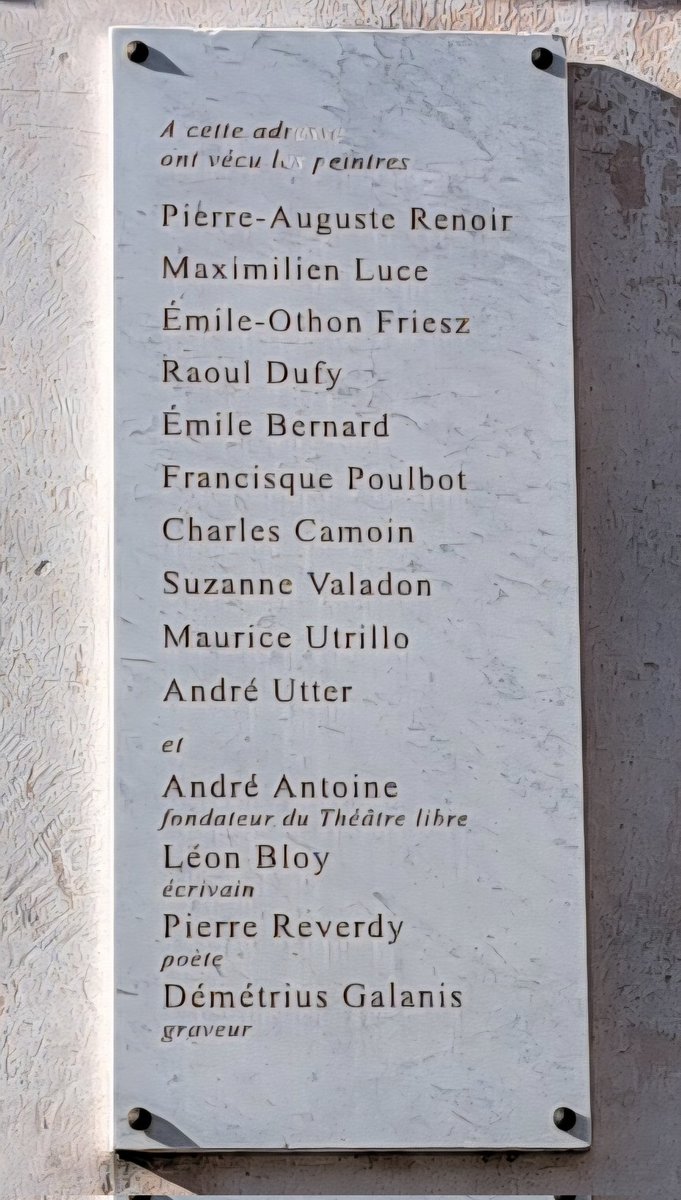 A cette adresse
ont vécu les peintres
Pierre-Auguste Renoir
Maximilien Luce
Émile-Othon Friesz
Raoul Dufy
Émile Bernard
Francisque Poulbot
Charles Camoin
Suzanne Valadon
Maurice Utrillo
André Utter
et
André Antoine
fondateur du Théâtre libre
Léon Bloy
écrivain
Pierre Reverdy
poète
Démétrius Galanis
graveur